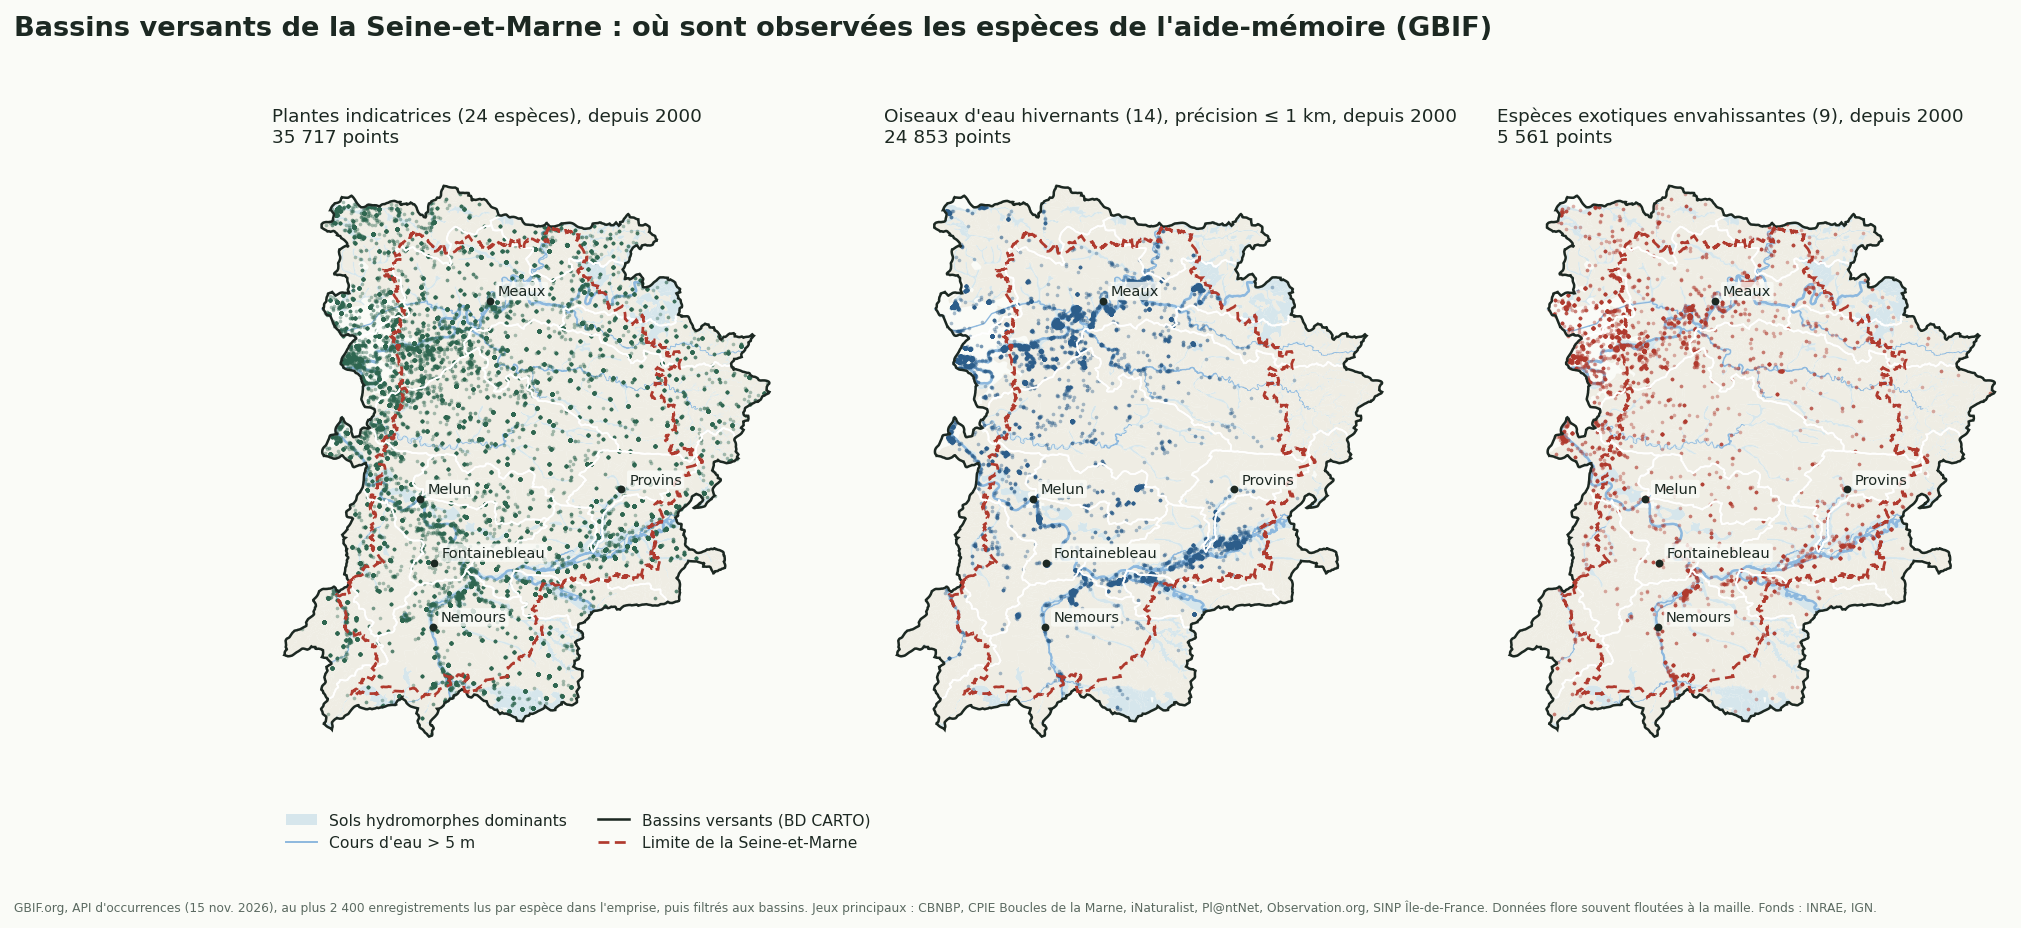 Bassins versants de la Seine-et-Marne : où sont observées les espèces de l'aide-mémoire (GBIF)
Plantes indicatrices (24 espèces), depuis 2000
35 717 points
Oiseaux d'eau hivernants (14), précision ≤ 1 km, depuis 2000
24 853 points
Espèces exotiques envahissantes (9), depuis 2000
5 561 points
Meaux
Provins
Melun
Fontainebleau
Nemours
Meaux
Provins
Melun
Fontainebleau
Nemours
Meaux
Provins
Melun
Fontainebleau
Nemours
Sols hydromorphes dominants
Cours d'eau > 5 m
Bassins versants (BD CARTO)
Limite de la Seine-et-Marne
GBIF.org, API d'occurrences (15 nov. 2026), au plus 2 400 enregistrements lus par espèce dans l'emprise, puis filtrés aux bassins. Jeux principaux : CBNBP, CPIE Boucles de la Marne, iNaturalist, Pl@ntNet, Observation.org, SINP Île-de-France. Données flore souvent floutées à la maille. Fonds : INRAE, IGN.